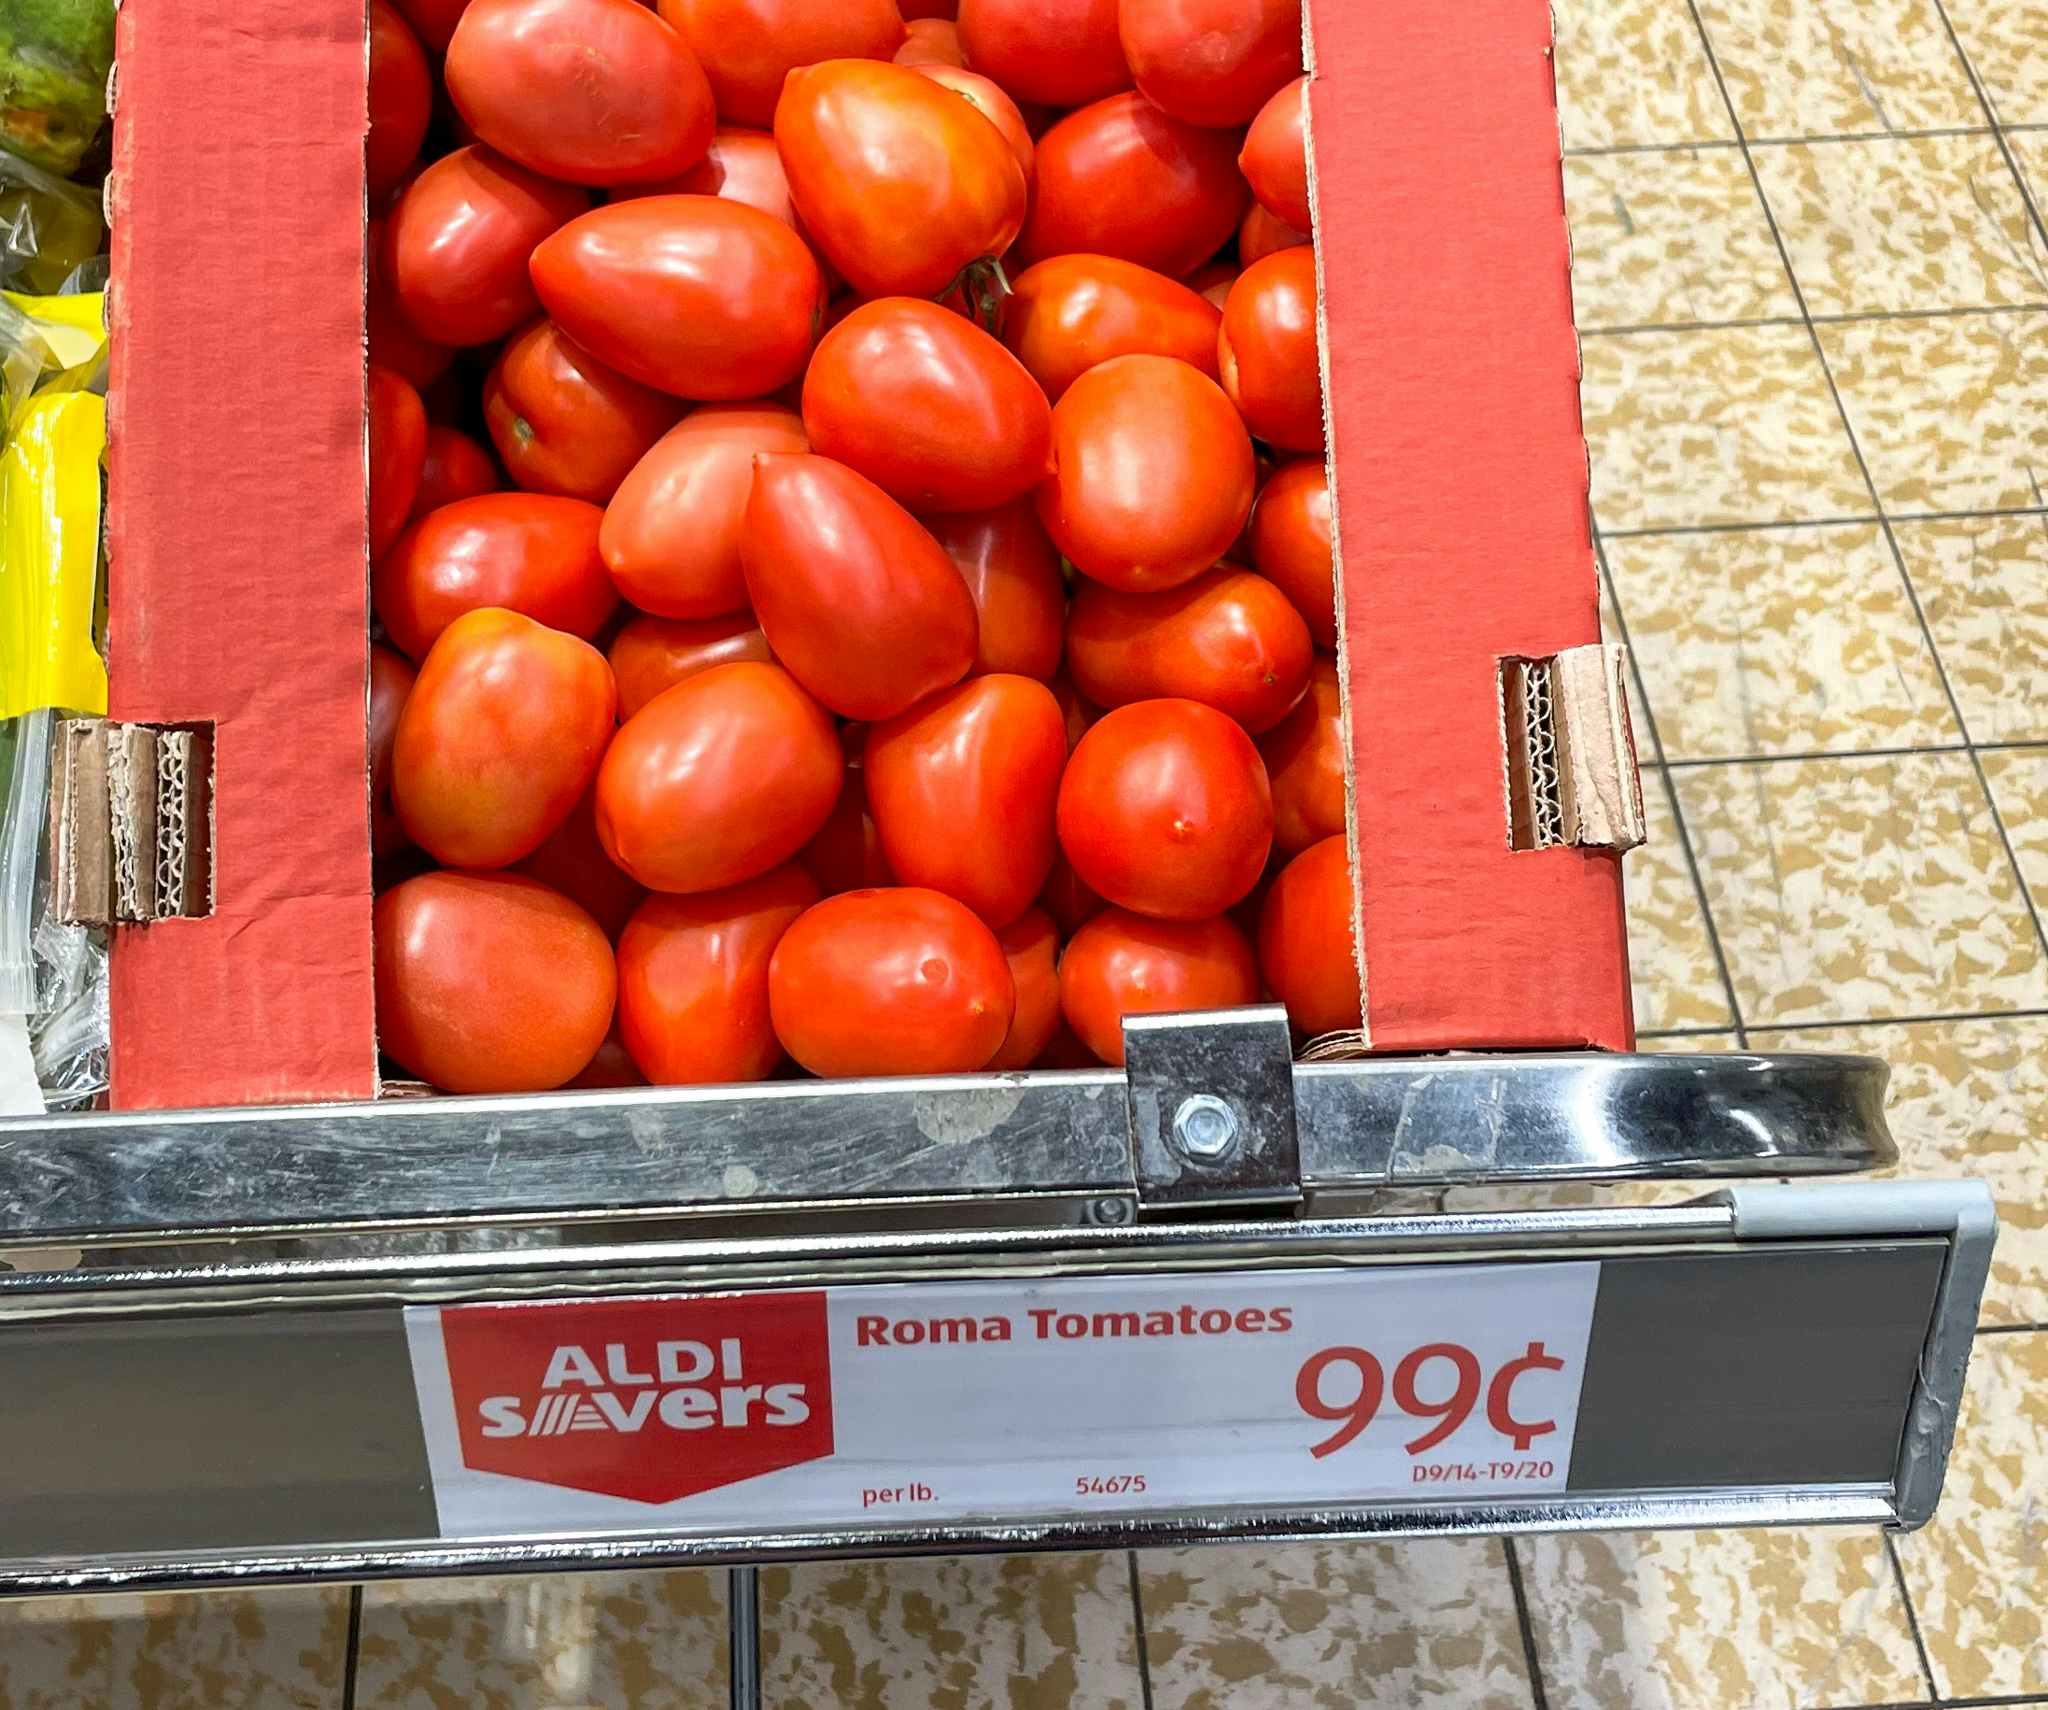 ALDI
savers
Roma Tomatoes
99¢
per lb.
54675
D9/14-T9/20